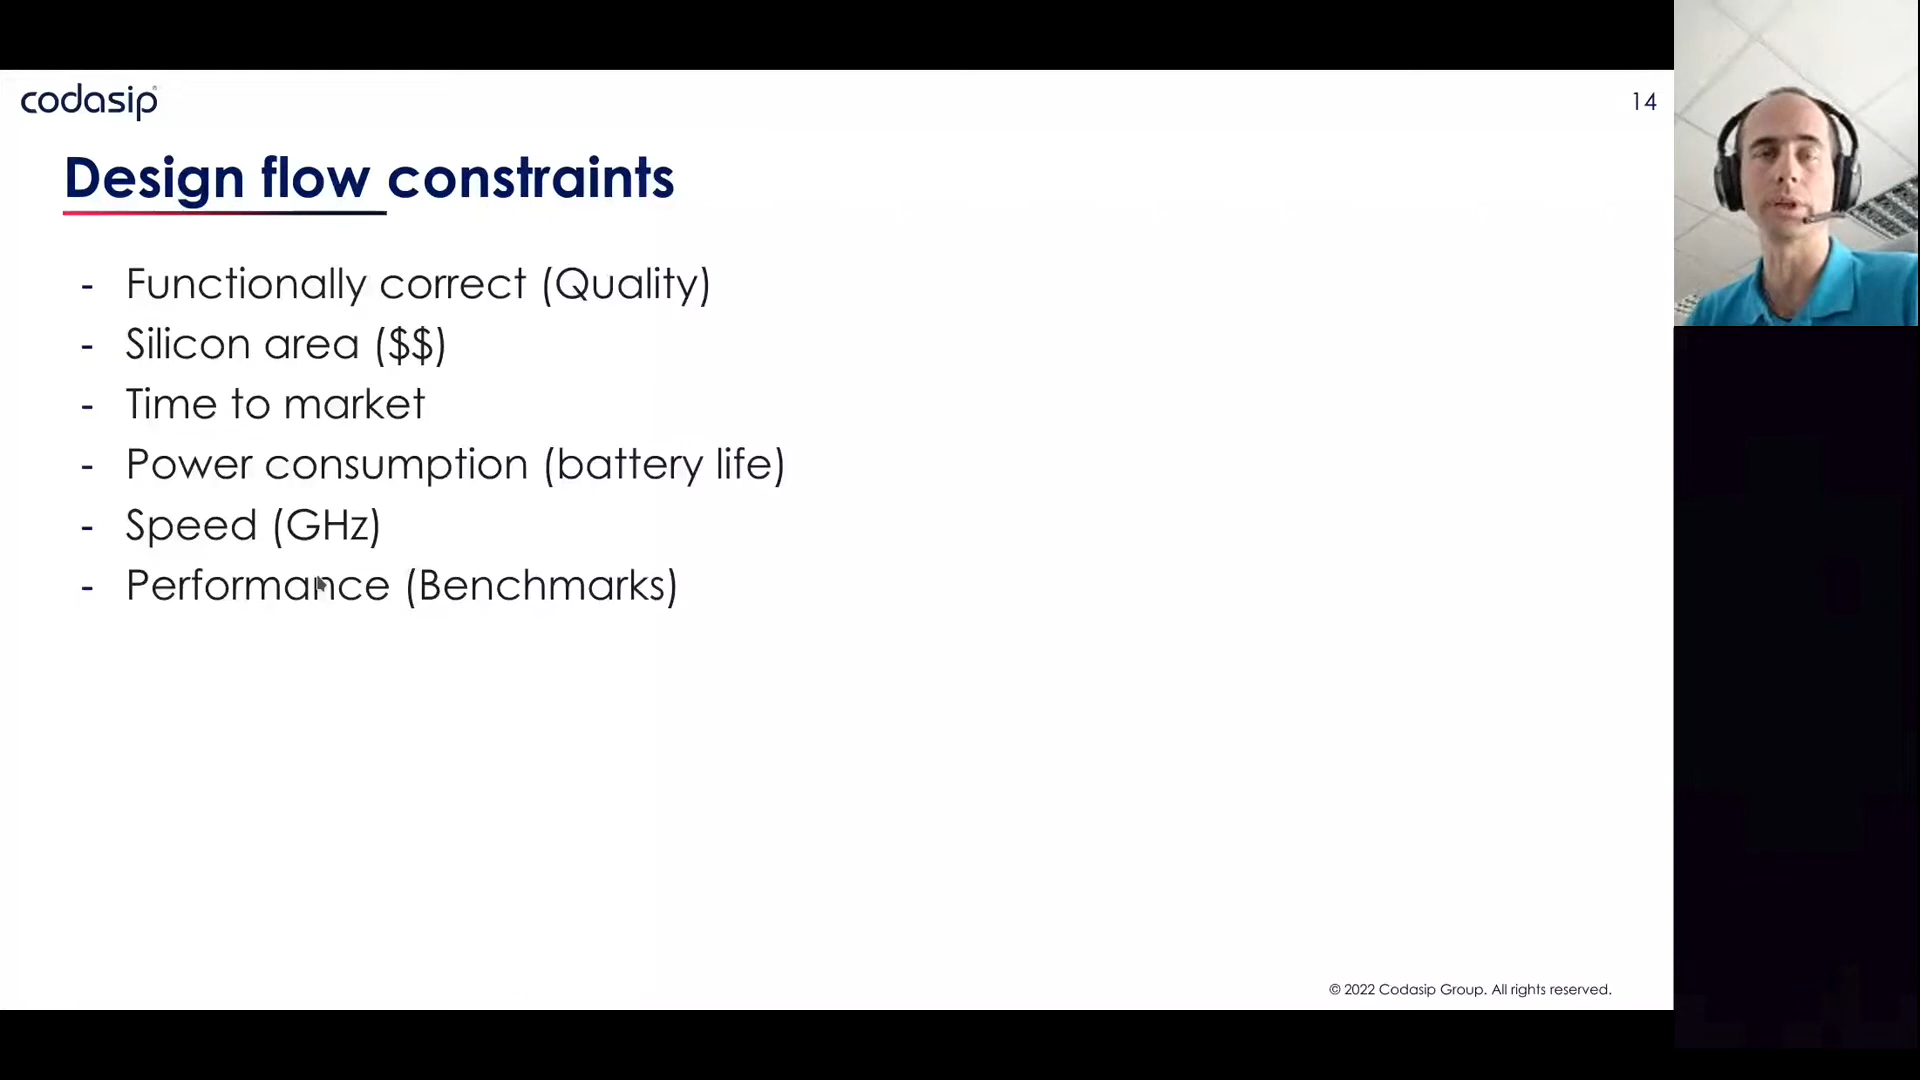 codasip
14
Design flow constraints
- Functionally correct (Quality)
- Silicon area ($$)
- Time to market
- Power consumption (battery life)
- Speed (GHz)
- Performance (Benchmarks)
© 2022 Codasip Group. All rights reserved.